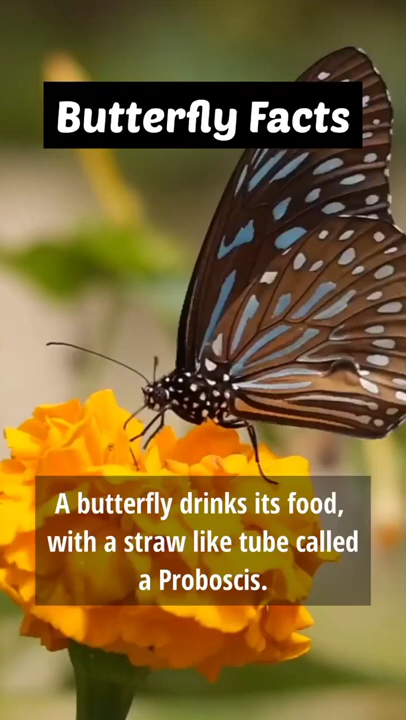 Butterfly Facts
A butterfly drinks its food,
with a straw like tube called
a Proboscis.